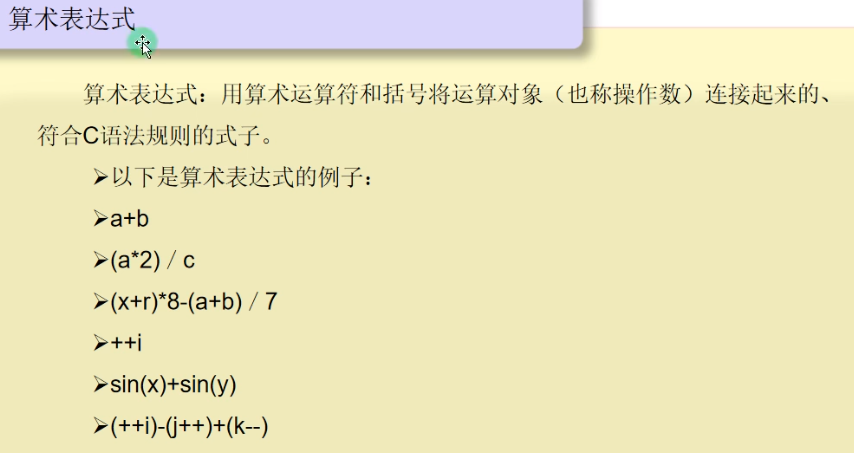 算术表达式
算术表达式：用算术运算符和括号将运算对象（也称操作数）连接起来的、
符合C语法规则的式子。
➢以下是算术表达式的例子：
➢a+b
➢(a*2) / c
➢(x+r)*8-(a+b) / 7
➢++i
➢sin(x)+sin(y)
➢(++i)-(j++)+(k--)